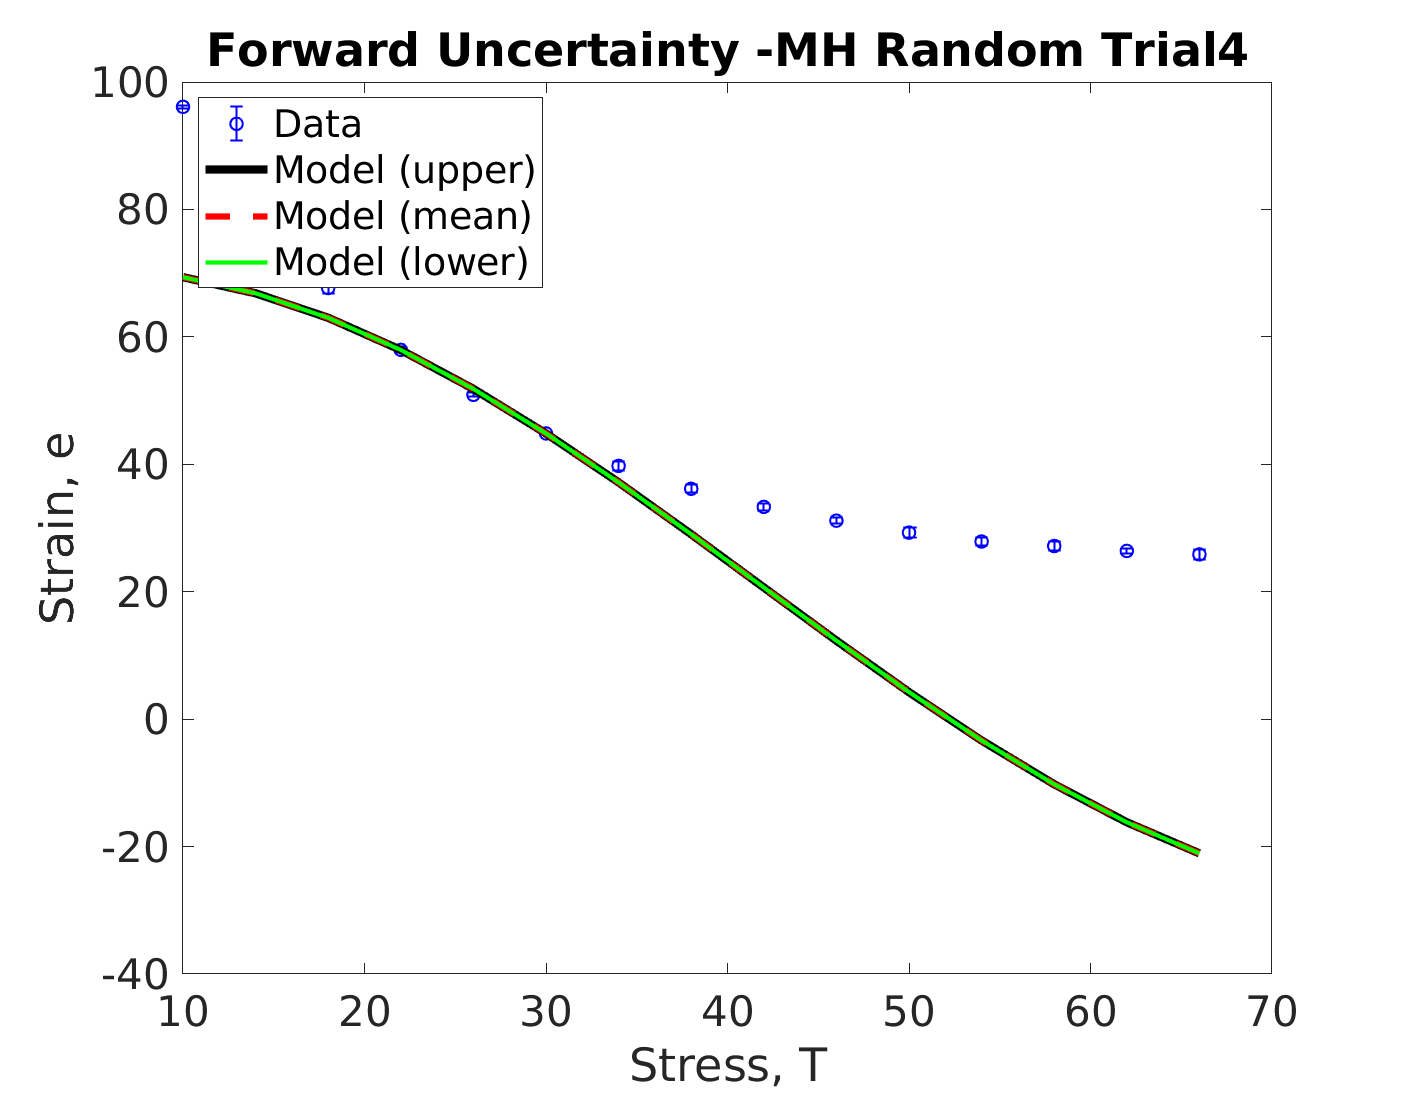 Forward Uncertainty -MH Random Trial4
100
80
60
40
20
0
-20
-40
Strain, e
Data
Model (upper)
Model (mean)
Model (lower)
10 20 30 40 50 60 70
Stress, T